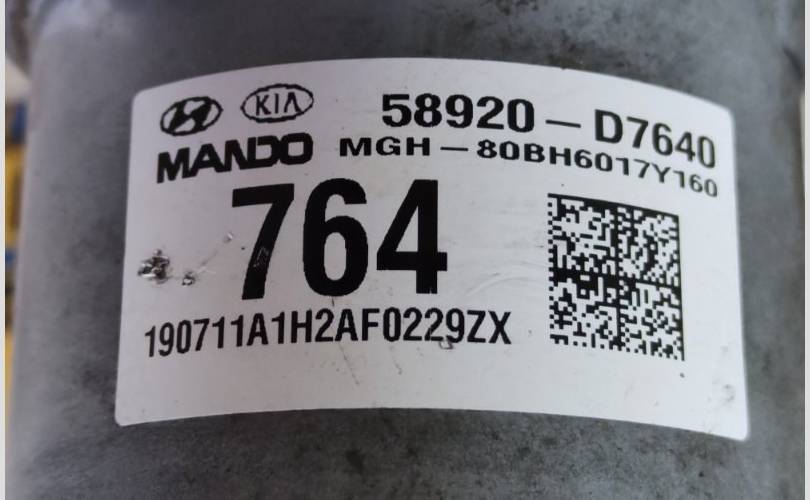 KIA 58920-D7640
MANDO MGH-80BH6017Y160
764
190711A1H2AF0229ZX